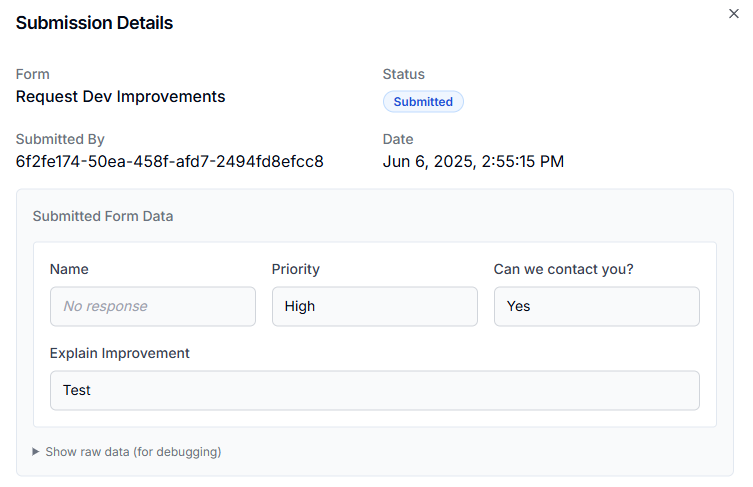 Submission Details
Form
Request Dev Improvements
Status
Submitted
Submitted By
6f2fe174-50ea-458f-afd7-2494fd8efcc8
Date
Jun 6, 2025, 2:55:15 PM
Submitted Form Data
Name
No response
Priority
High
Can we contact you?
Yes
Explain Improvement
Test
Show raw data (for debugging)